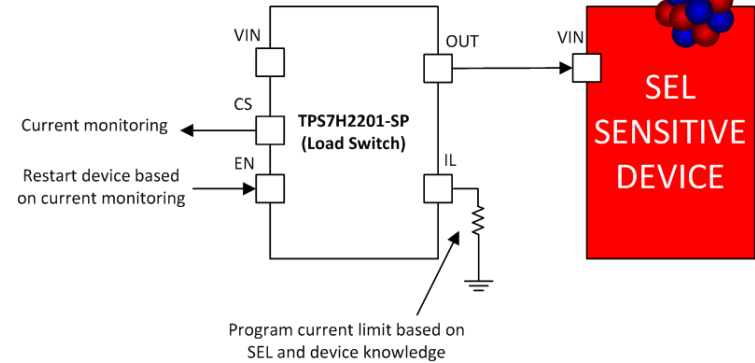 VIN
OUT
VIN
CS
Current monitoring
TPS7H2201-SP
(Load Switch)
SEL
SENSITIVE
DEVICE
EN
IL
Restart device based
on current monitoring
Program current limit based on
SEL and device knowledge